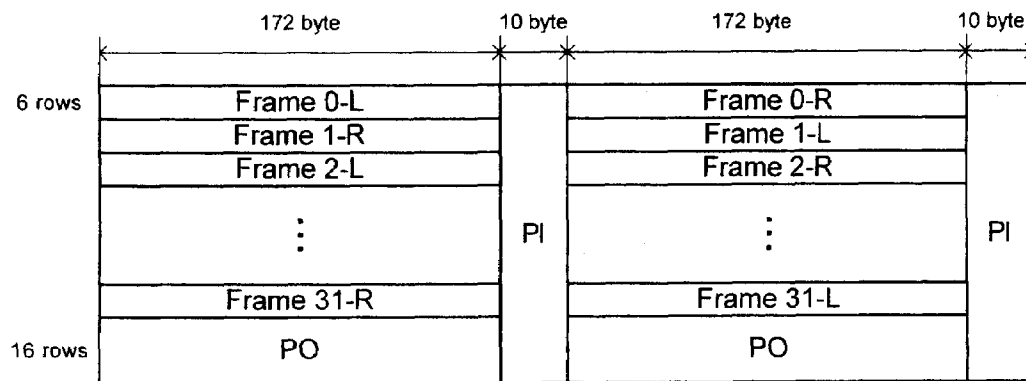 172 byte 10 byte 172 byte 10 byte
6 rows Frame 0-L Frame 0-R
Frame 1-R Frame 1-L
Frame 2-L Frame 2-R
PI PI
Frame 31-R Frame 31-L
16 rows PO PO